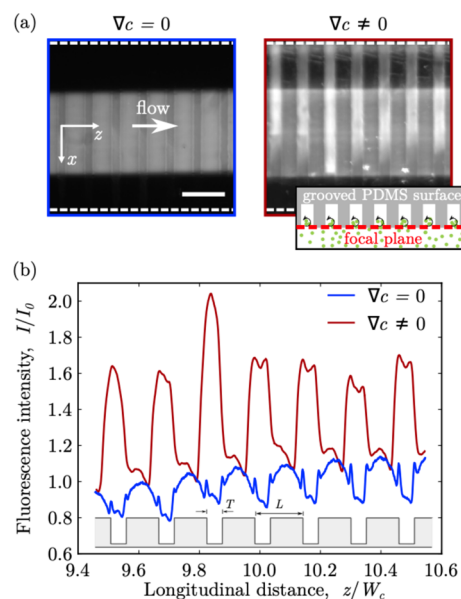 (a)
∇c = 0
∇c ≠ 0
flow
z
x
grooved PDMS surface
focal plane
(b)
Fluorescence intensity, I/I₀
2.0
1.8
1.6
1.4
1.2
1.0
0.8
0.6
∇c = 0
∇c ≠ 0
T
L
9.4
9.6
9.8
10.0
10.2
10.4
10.6
Longitudinal distance, z/W_c